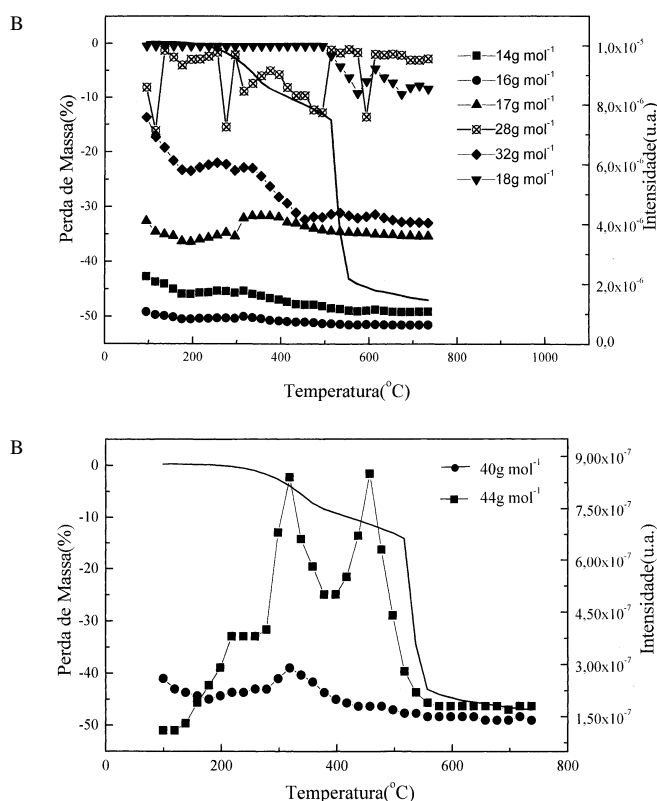 B
Perda de Massa(%)
0
-10
-20
-30
-40
-50
14g mol⁻¹
16g mol⁻¹
17g mol⁻¹
28g mol⁻¹
32g mol⁻¹
18g mol⁻¹
1,0x10⁻⁵
8,0x10⁻⁶
6,0x10⁻⁶
4,0x10⁻⁶
2,0x10⁻⁶
0,0
Intensidade(u.a.)
0 200 400 600 800 1000
Temperatura(°C)
B
Perda de Massa(%)
0
-10
-20
-30
-40
-50
40g mol⁻¹
44g mol⁻¹
9,00x10⁻⁷
7,50x10⁻⁷
6,00x10⁻⁷
4,50x10⁻⁷
3,00x10⁻⁷
1,50x10⁻⁷
Intensidade(u.a.)
0 200 400 600 800
Temperatura(°C)